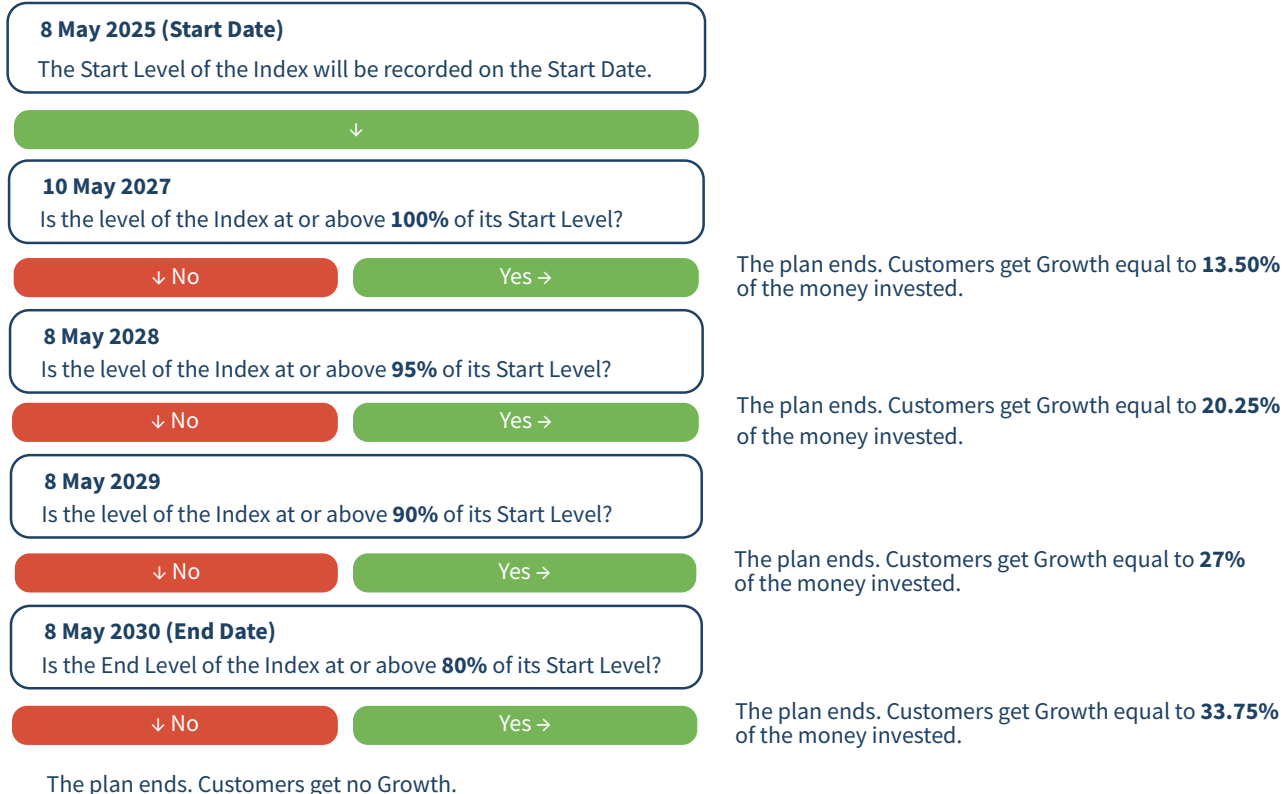 8 May 2025 (Start Date)
The Start Level of the Index will be recorded on the Start Date.
↓
10 May 2027
Is the level of the Index at or above 100% of its Start Level?
↓ No
Yes →
The plan ends. Customers get Growth equal to 13.50%
of the money invested.
8 May 2028
Is the level of the Index at or above 95% of its Start Level?
↓ No
Yes →
The plan ends. Customers get Growth equal to 20.25%
of the money invested.
8 May 2029
Is the level of the Index at or above 90% of its Start Level?
↓ No
Yes →
The plan ends. Customers get Growth equal to 27%
of the money invested.
8 May 2030 (End Date)
Is the End Level of the Index at or above 80% of its Start Level?
↓ No
Yes →
The plan ends. Customers get Growth equal to 33.75%
of the money invested.
The plan ends. Customers get no Growth.